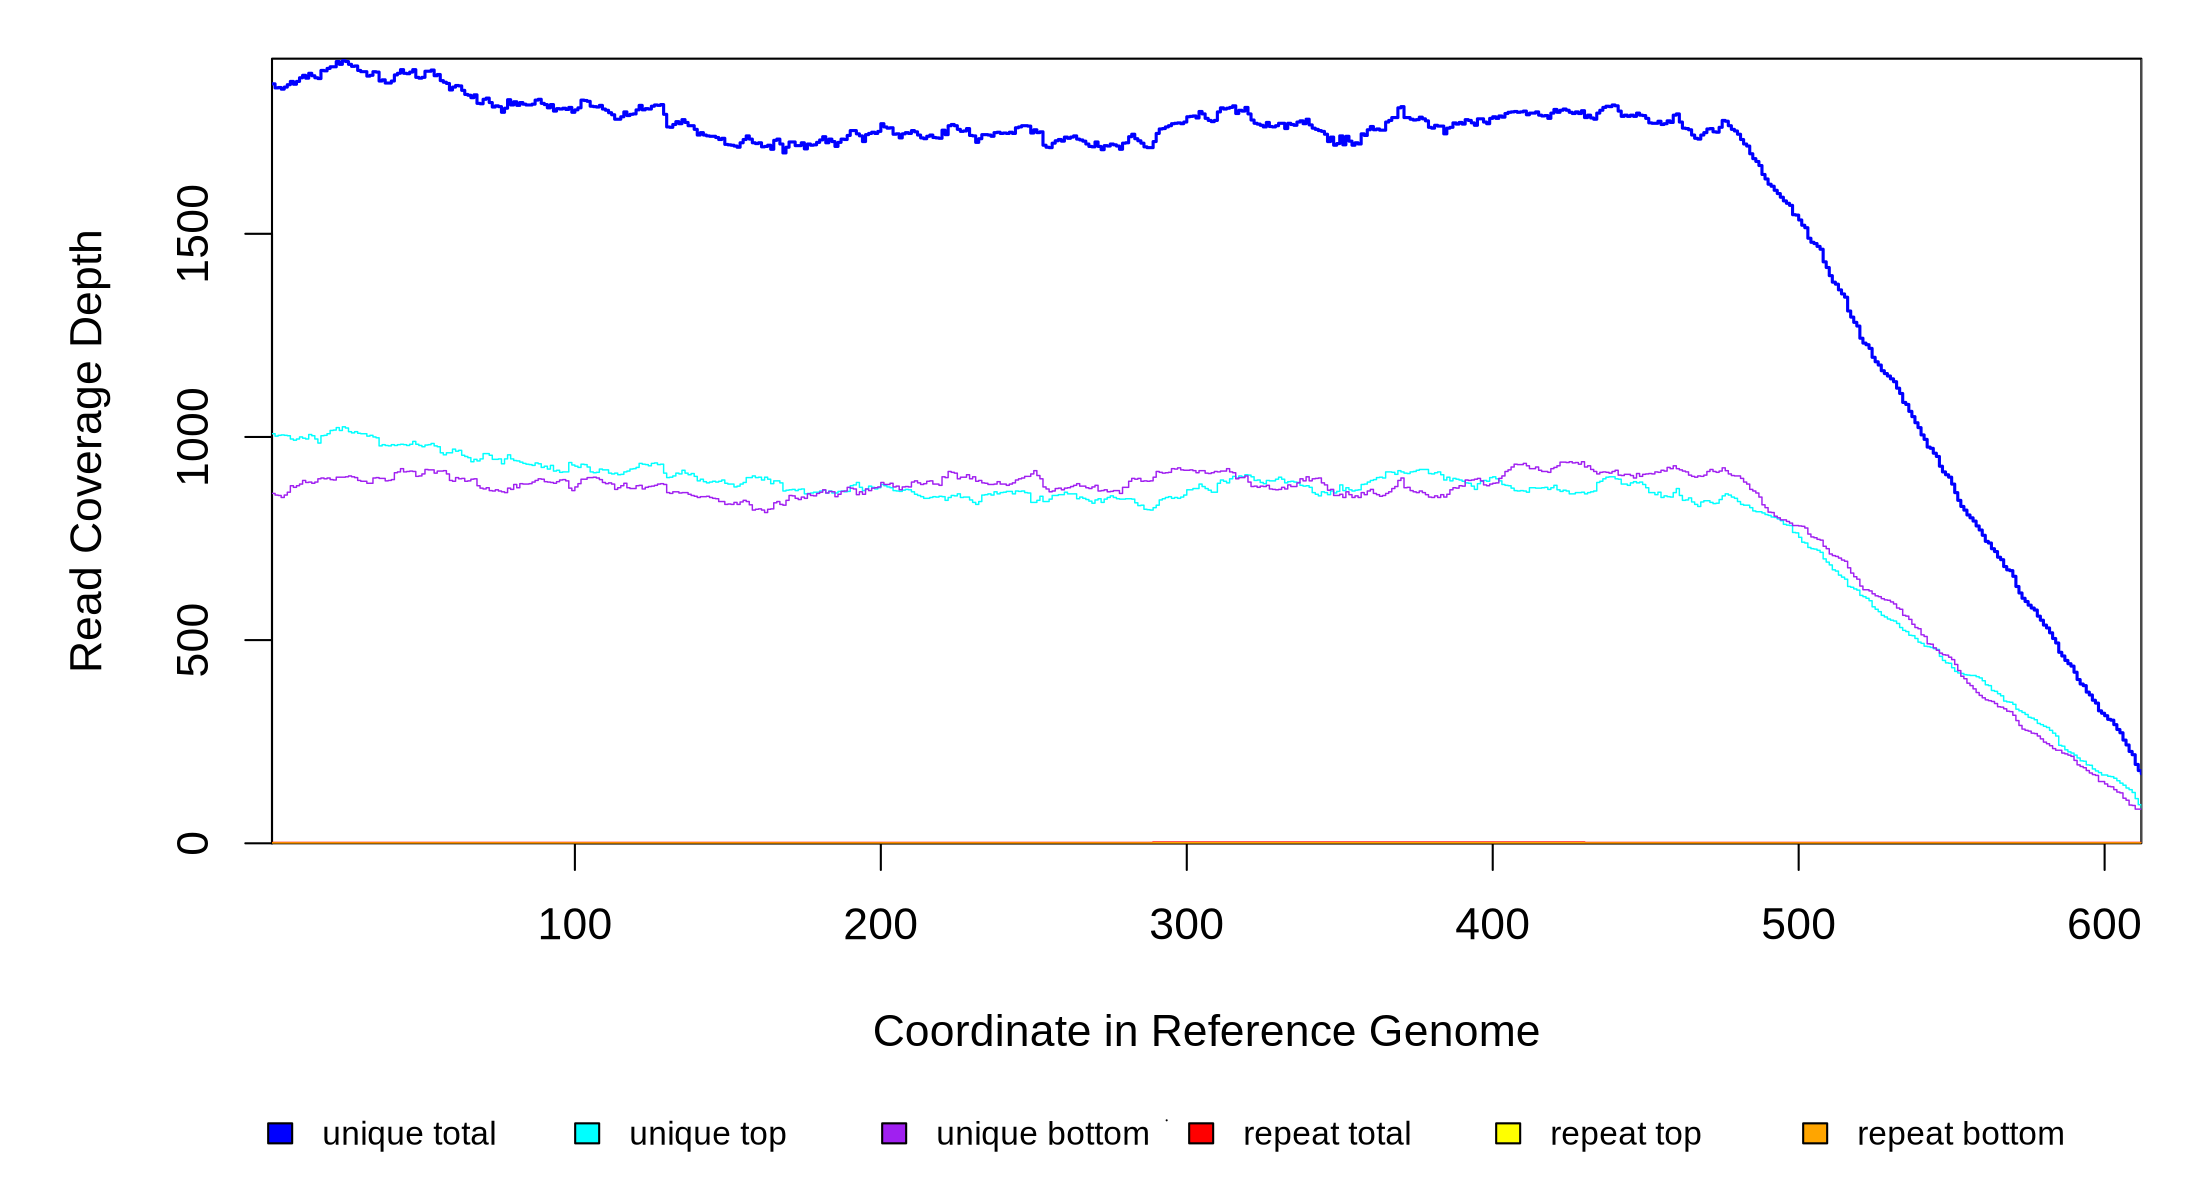 Read Coverage Depth
1500
1000
500
0
100 200 300 400 500 600
Coordinate in Reference Genome
unique total unique top unique bottom repeat total repeat top repeat bottom